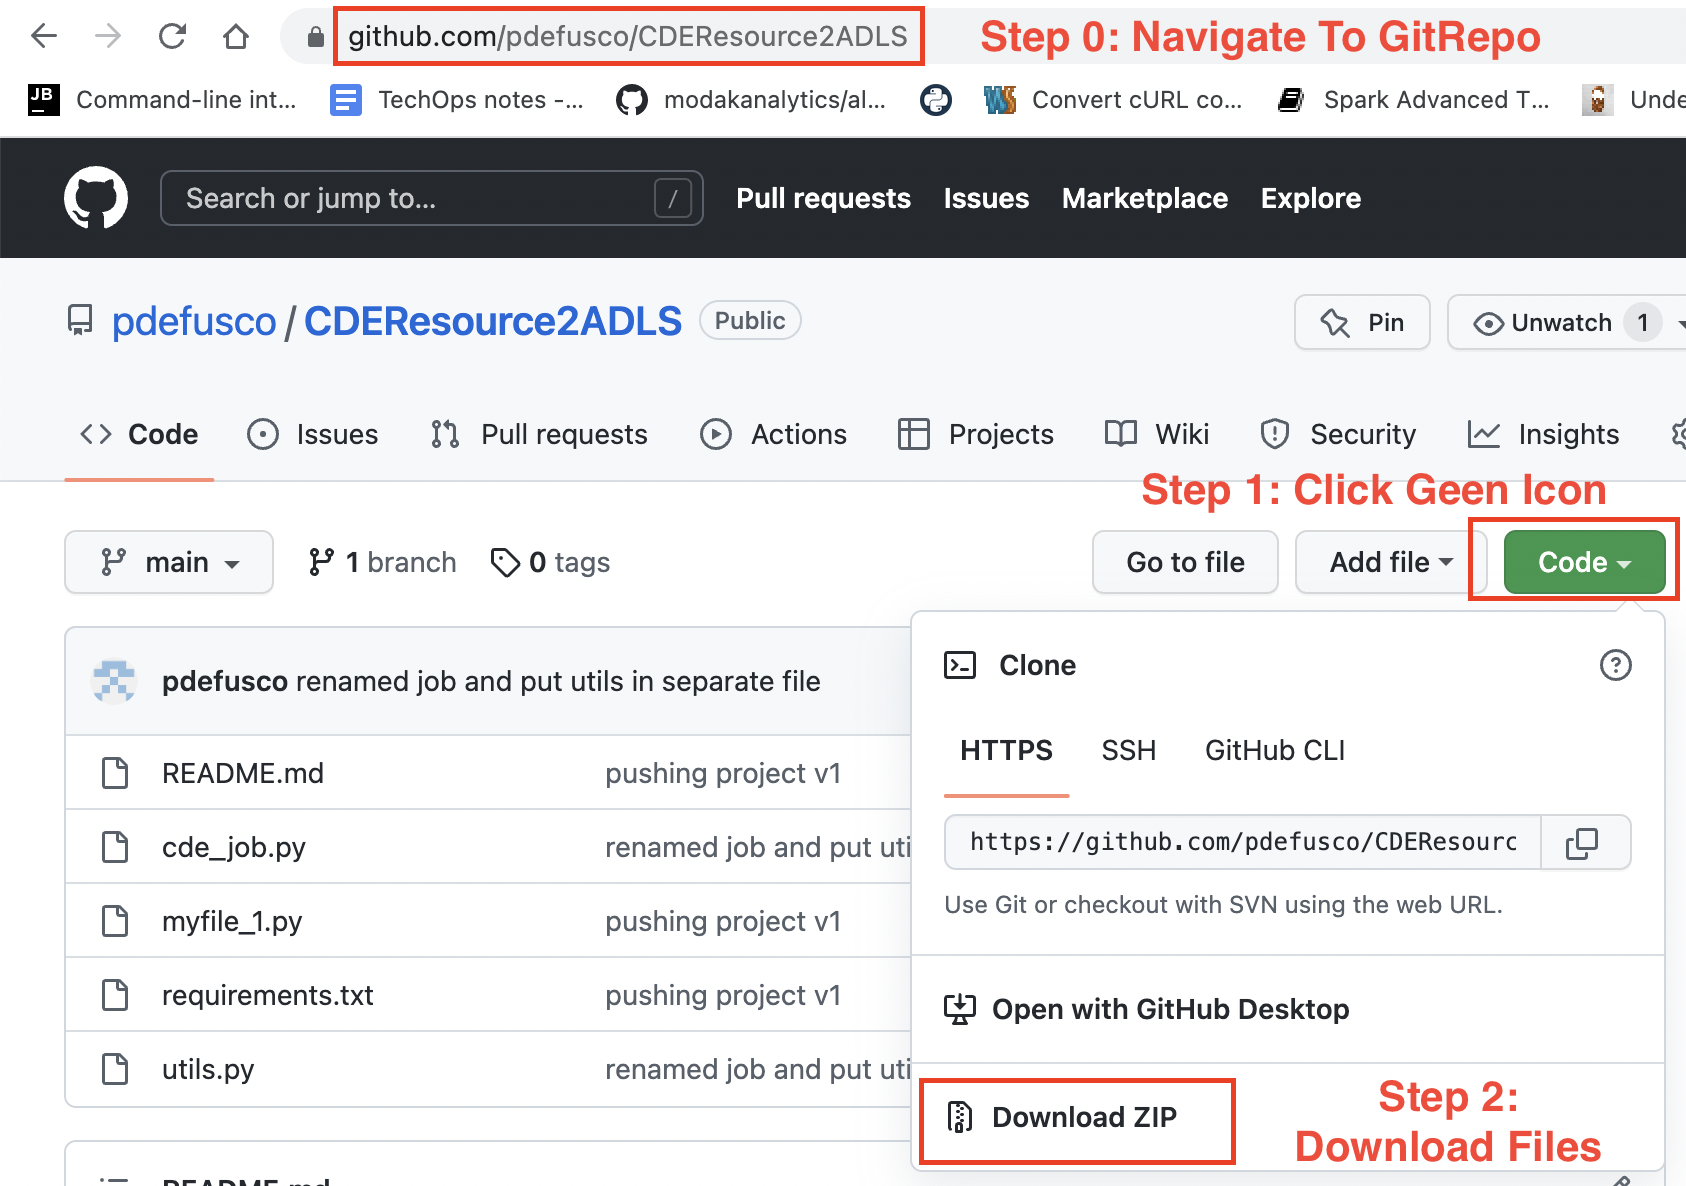 github.com/pdefusco/CDEResource2ADLS
Step 0: Navigate To GitRepo
JB Command-line int... TechOps notes -... modakanalytics/al... Convert cURL co... Spark Advanced T... Unde
Search or jump to... / Pull requests Issues Marketplace Explore
pdefusco / CDEResource2ADLS Public Pin Unwatch 1
Code Issues Pull requests Actions Projects Wiki Security Insights
Step 1: Click Geen Icon
main 1 branch 0 tags Go to file Add file Code
pdefusco renamed job and put utils in separate file
README.md pushing project v1
cde_job.py renamed job and put uti
myfile_1.py pushing project v1
requirements.txt pushing project v1
utils.py renamed job and put uti
README.md
Clone
HTTPS SSH GitHub CLI
https://github.com/pdefusco/CDEResourc
Use Git or checkout with SVN using the web URL.
Open with GitHub Desktop
Download ZIP
Step 2:
Download Files